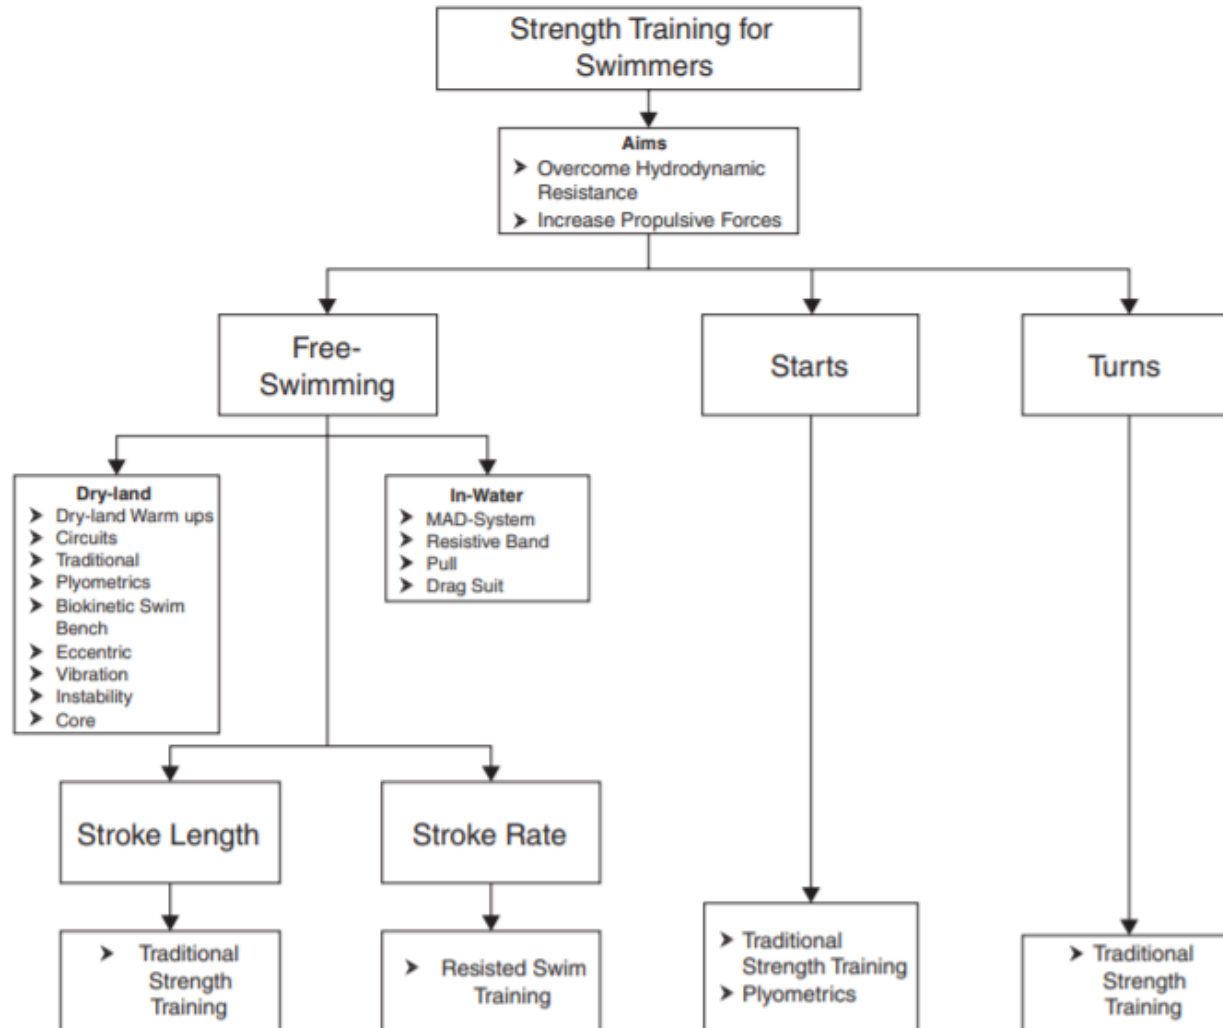 Strength Training for
Swimmers
Aims
➤ Overcome Hydrodynamic
Resistance
➤ Increase Propulsive Forces
Free-
Swimming
Starts
Turns
Dry-land
➤ Dry-land Warm ups
➤ Circuits
➤ Traditional
➤ Plyometrics
➤ Biokinetic Swim
Bench
➤ Eccentric
➤ Vibration
➤ Instability
➤ Core
In-Water
➤ MAD-System
➤ Resistive Band
➤ Pull
➤ Drag Suit
Stroke Length
Stroke Rate
➤ Traditional
Strength
Training
➤ Resisted Swim
Training
➤ Traditional
Strength Training
➤ Plyometrics
➤ Traditional
Strength
Training